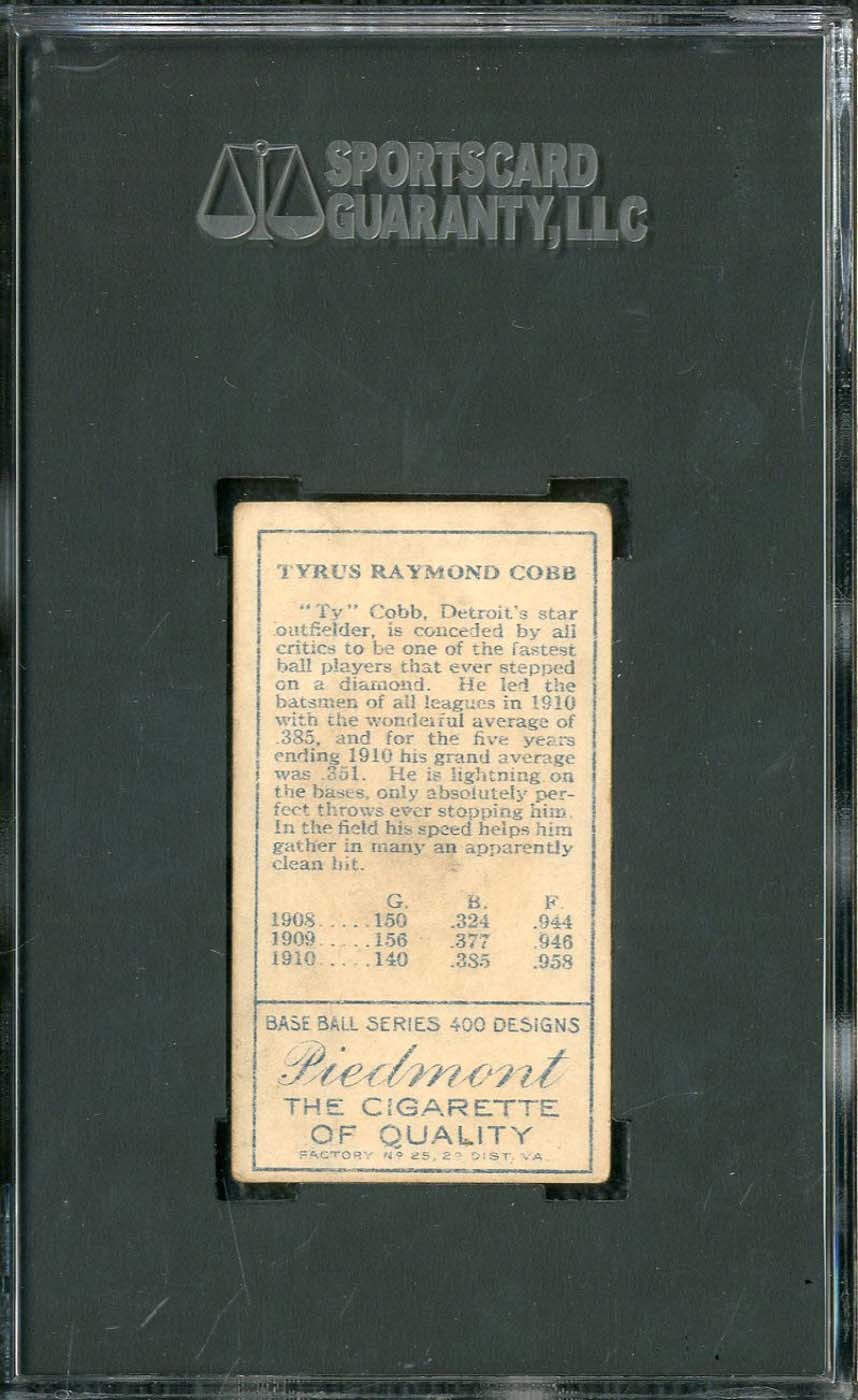 SPORTSCARD
GUARANTY, LLC
TYRUS RAYMOND COBB
"Ty" Cobb, Detroit's star
outfielder, is conceded by all
critics to be one of the fastest
ball players that ever stepped
on a diamond. He led the
batsmen of all leagues in 1910
with the wonderful average of
.385, and for the five years
ending 1910 his grand average
was .351. He is lightning on
the bases, only absolutely per-
fect throws ever stopping him.
In the field his speed helps him
gather in many an apparently
clean hit.
G. B. F.
1908.....150 .324 .944
1909.....156 .377 .946
1910.....140 .385 .958
BASE BALL SERIES 400 DESIGNS
Piedmont
THE CIGARETTE
OF QUALITY
FACTORY Nº 25, 2º DIST. VA.